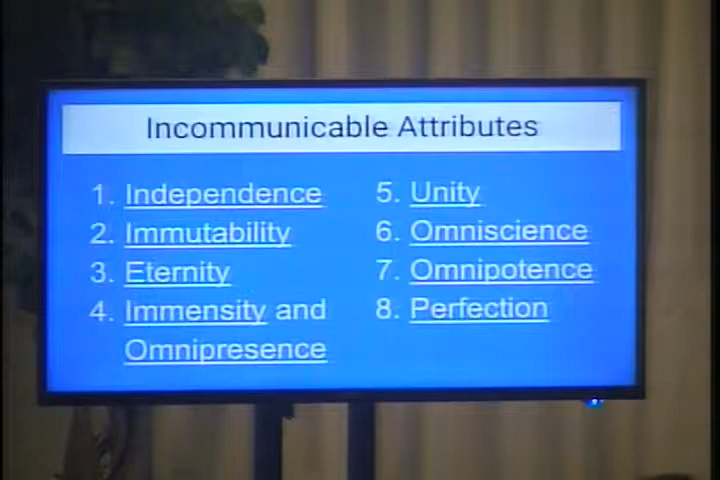 Incommunicable Attributes
1. Independence
2. Immutability
3. Eternity
4. Immensity and
Omnipresence
5. Unity
6. Omniscience
7. Omnipotence
8. Perfection